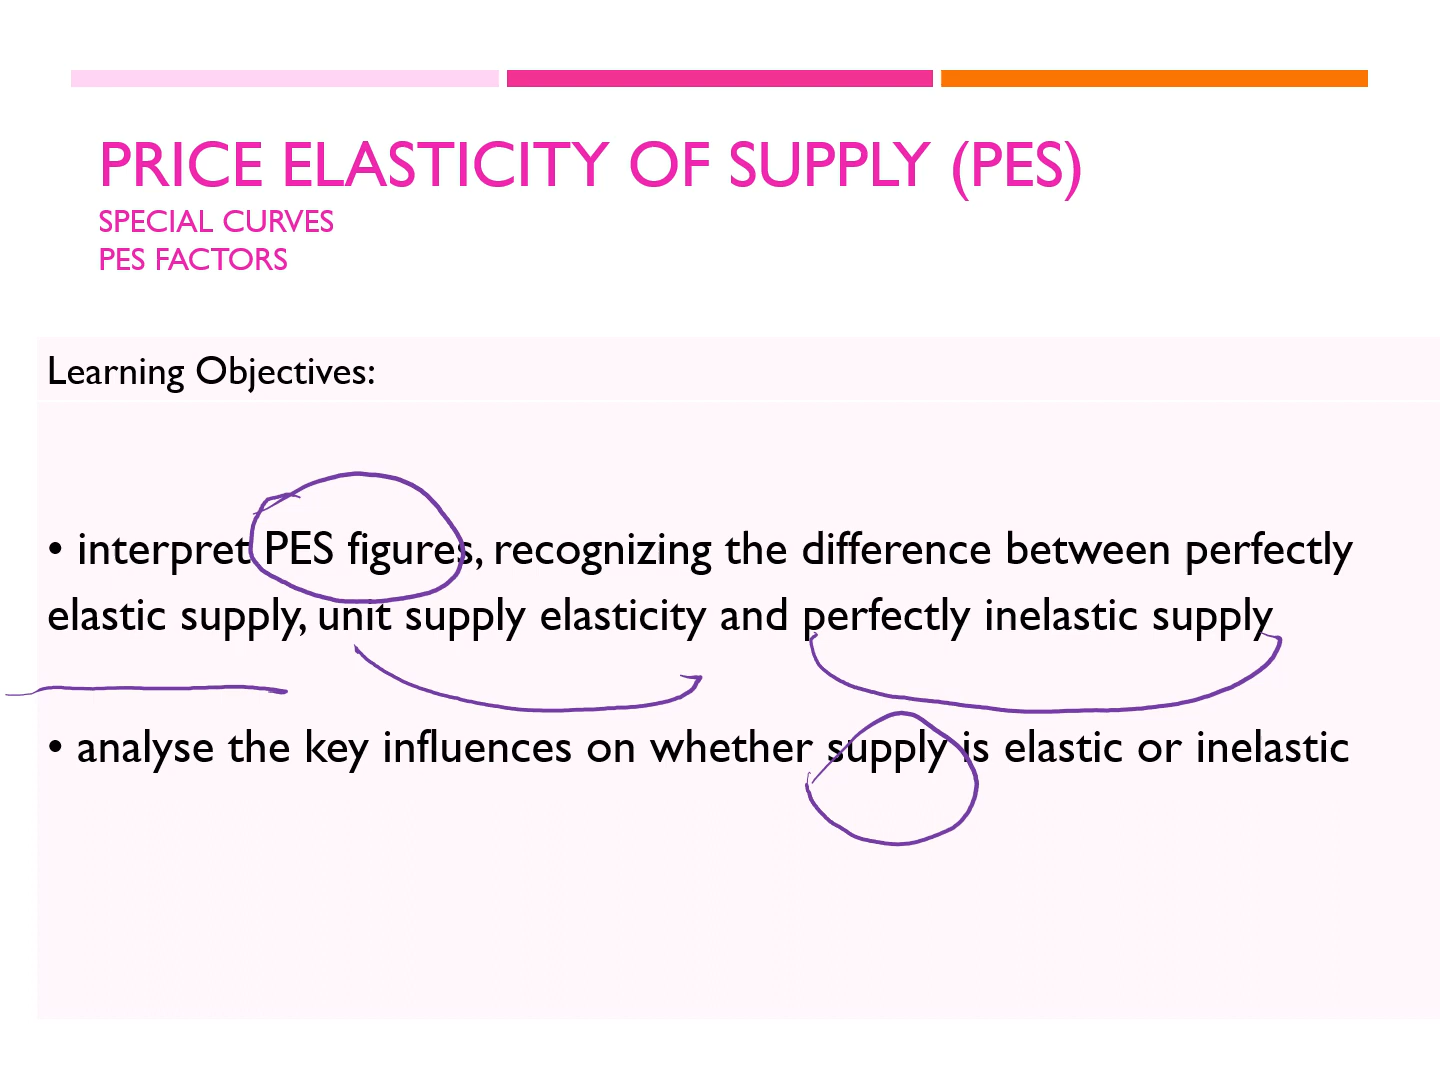 PRICE ELASTICITY OF SUPPLY (PES)
SPECIAL CURVES
PES FACTORS
Learning Objectives:
• interpret PES figures, recognizing the difference between perfectly
elastic supply, unit supply elasticity and perfectly inelastic supply
• analyse the key influences on whether supply is elastic or inelastic